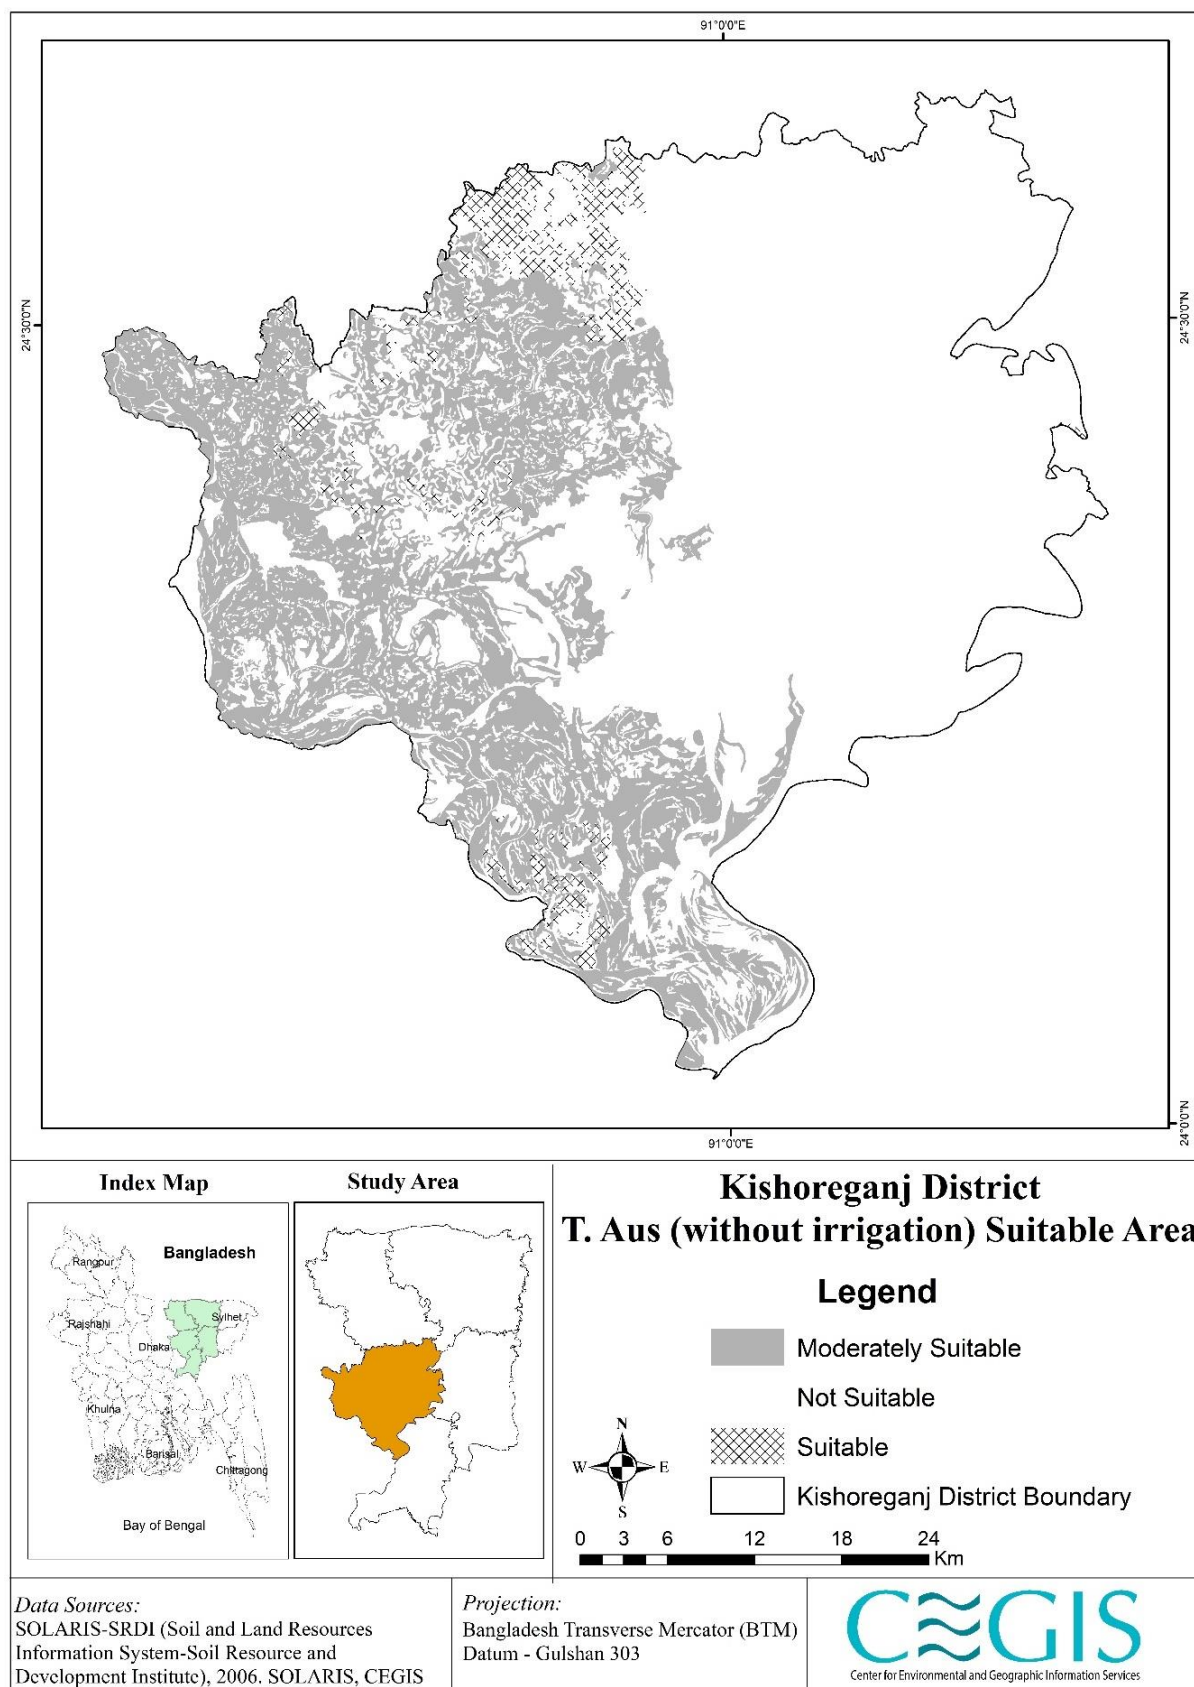 91°0'0"E
24°30'0"N
24°30'0"N
24°0'0"N
91°0'0"E
Index Map
Study Area
Bangladesh
Rangpur
Rajshahi
Sylhet
Dhaka
Khulna
Barisal
Chittagong
Bay of Bengal
Kishoreganj District
T. Aus (without irrigation) Suitable Area
Legend
Moderately Suitable
Not Suitable
Suitable
Kishoreganj District Boundary
N
W E
S
0 3 6 12 18 24
Km
Data Sources:
SOLARIS-SRDI (Soil and Land Resources
Information System-Soil Resource and
Development Institute), 2006. SOLARIS, CEGIS
Projection:
Bangladesh Transverse Mercator (BTM)
Datum - Gulshan 303
CEGIS
Center for Environmental and Geographic Information Services